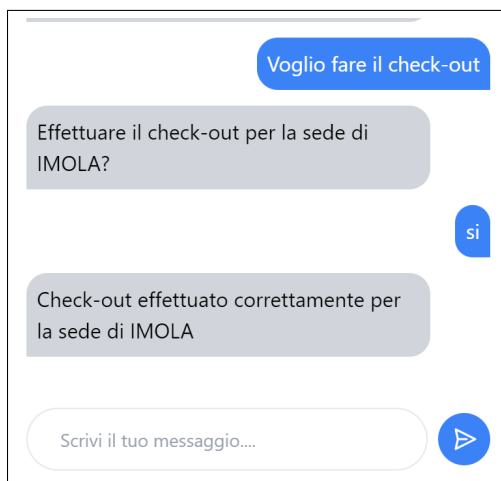 Voglio fare il check-out
Effettuare il check-out per la sede di
IMOLA?
si
Check-out effettuato correttamente per
la sede di IMOLA
Scrivi il tuo messaggio....